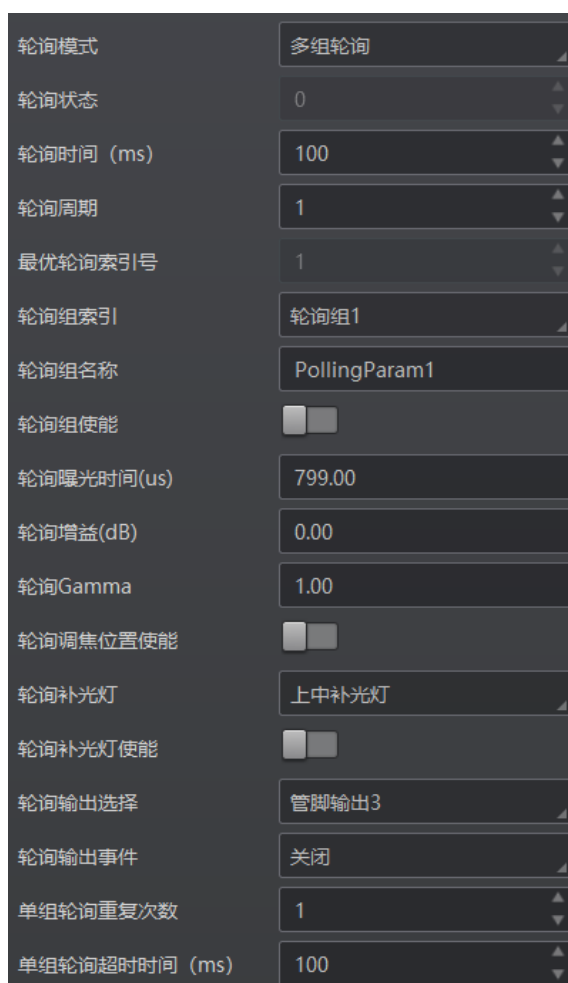 轮询模式 多组轮询
轮询状态 0
轮询时间（ms） 100
轮询周期 1
最优轮询索引号 1
轮询组索引 轮询组1
轮询组名称 PollingParam1
轮询组使能
轮询曝光时间(us) 799.00
轮询增益(dB) 0.00
轮询Gamma 1.00
轮询调焦位置使能
轮询补光灯 上中补光灯
轮询补光灯使能
轮询输出选择 管脚输出3
轮询输出事件 关闭
单组轮询重复次数 1
单组轮询超时时间（ms） 100